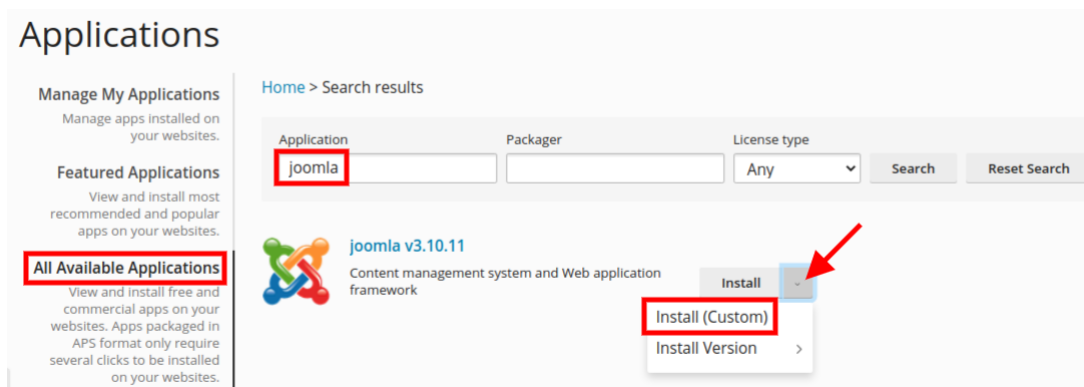 Applications
Manage My Applications
Manage apps installed on
your websites.
Featured Applications
View and install most
recommended and popular
apps on your websites.
All Available Applications
View and install free and
commercial apps on your
websites. Apps packaged in
APS format only require
several clicks to be installed
on your websites.
Home > Search results
Application Packager License type
joomla Any Search Reset Search
joomla v3.10.11
Content management system and Web application
framework
Install
Install (Custom)
Install Version >